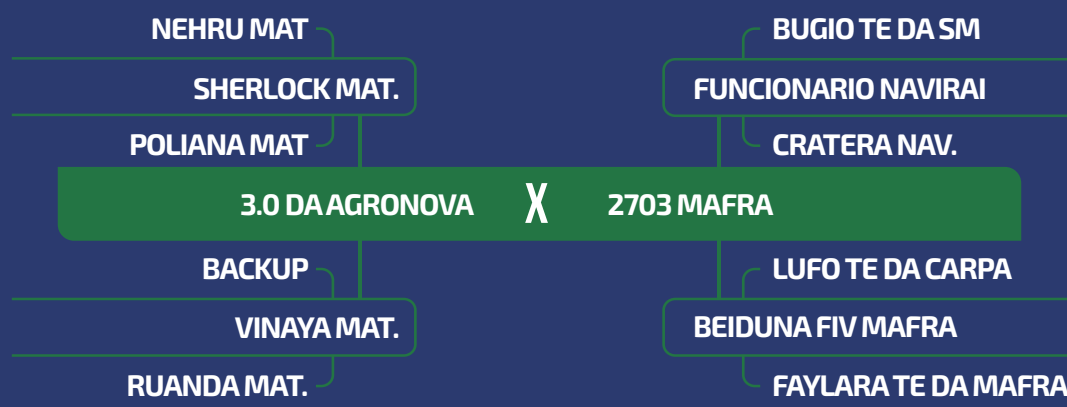 NEHRU MAT
BUGIO TE DA SM
SHERLOCK MAT.
FUNCIONARIO NAVIRAI
POLIANA MAT
CRATERA NAV.
3.0 DA AGRONOVA X 2703 MAFRA
BACKUP
LUFO TE DA CARPA
VINAYA MAT.
BEIDUNA FIV MAFRA
RUANDA MAT.
FAYLARA TE DA MAFRA